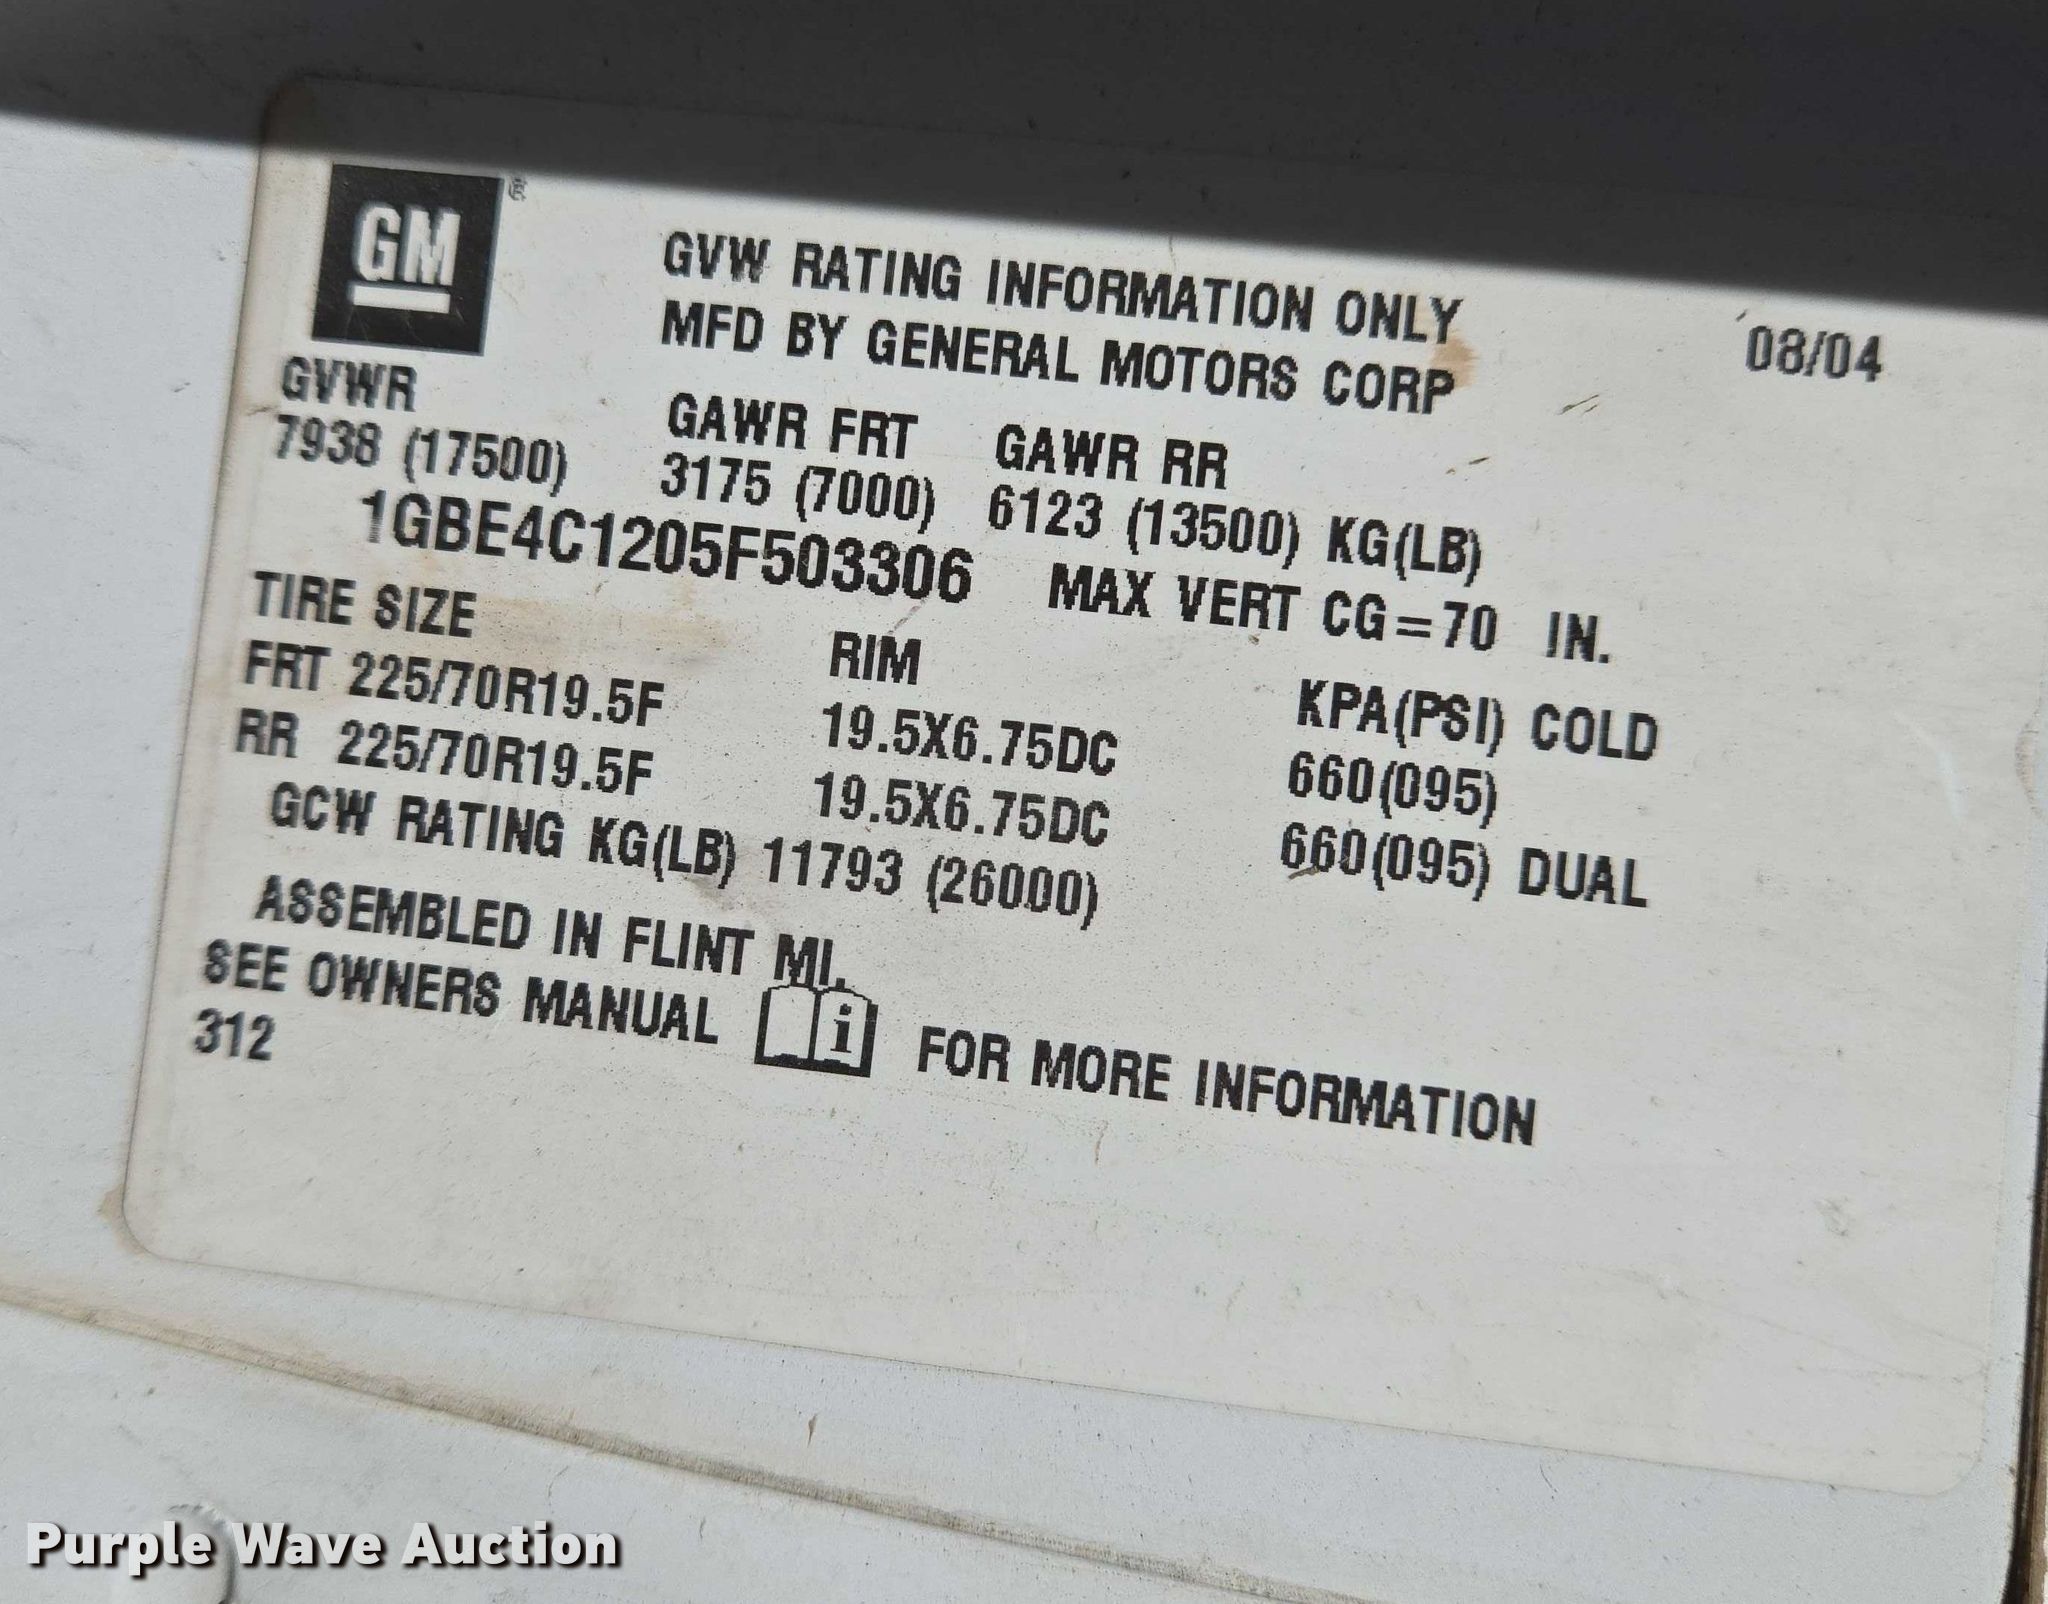 GM®
GVW RATING INFORMATION ONLY
MFD BY GENERAL MOTORS CORP
08/04
GVWR GAWR FRT GAWR RR
7938 (17500) 3175 (7000) 6123 (13500) KG(LB)
1GBE4C1205F503306 MAX VERT CG=70 IN.
TIRE SIZE RIM KPA(PSI) COLD
FRT 225/70R19.5F 19.5X6.75DC 660(095)
RR 225/70R19.5F 19.5X6.75DC 660(095) DUAL
GCW RATING KG(LB) 11793 (26000)
ASSEMBLED IN FLINT MI.
SEE OWNERS MANUAL i FOR MORE INFORMATION
312
Purple Wave Auction